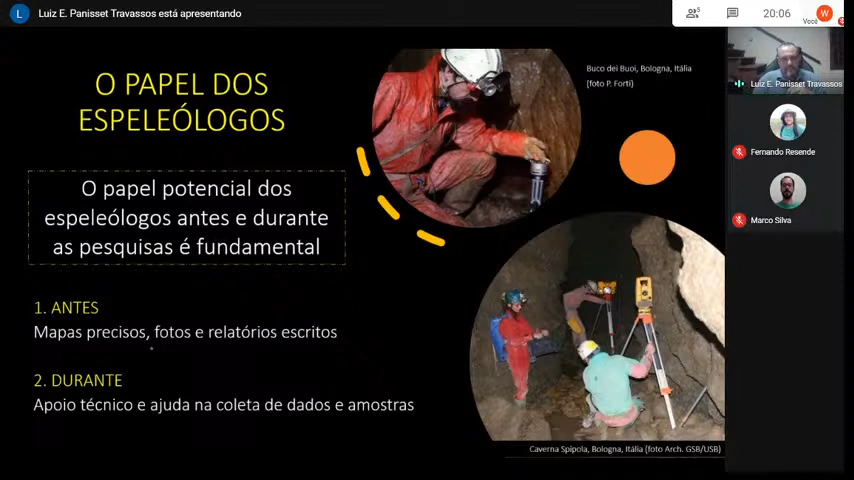 L
Luiz E. Panisset Travassos está apresentando
5
20:06
W
Você
O PAPEL DOS
ESPELEÓLOGOS
O papel potencial dos
espeleólogos antes e durante
as pesquisas é fundamental
1. ANTES
Mapas precisos, fotos e relatórios escritos
2. DURANTE
Apoio técnico e ajuda na coleta de dados e amostras
Buco dei Buoi, Bologna, Itália
(foto P. Forti)
Caverna Spipola, Bologna, Itália (foto Arch. GSB/USB)
Luiz E. Panisset Travassos
Fernando Resende
Marco Silva